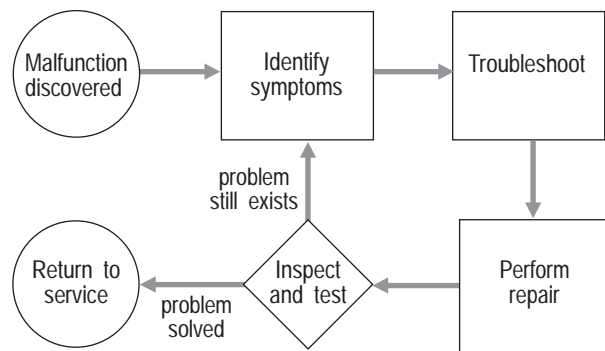 Malfunction
discovered
Identify
symptoms
Troubleshoot
problem
still exists
Return to
service
problem
solved
Inspect
and test
Perform
repair